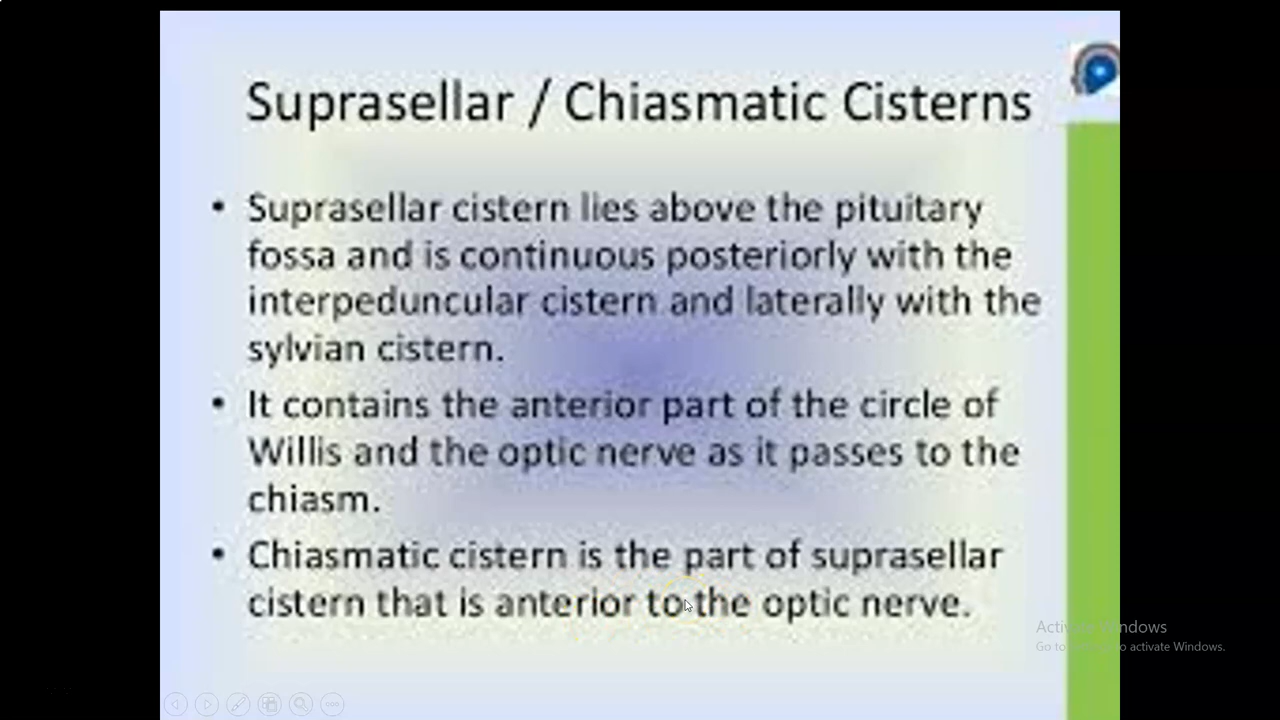 Suprasellar / Chiasmatic Cisterns
• Suprasellar cistern lies above the pituitary
fossa and is continuous posteriorly with the
interpeduncular cistern and laterally with the
sylvian cistern.
• It contains the anterior part of the circle of
Willis and the optic nerve as it passes to the
chiasm.
• Chiasmatic cistern is the part of suprasellar
cistern that is anterior to the optic nerve.
Activate Windows
Go to to activate Windows.